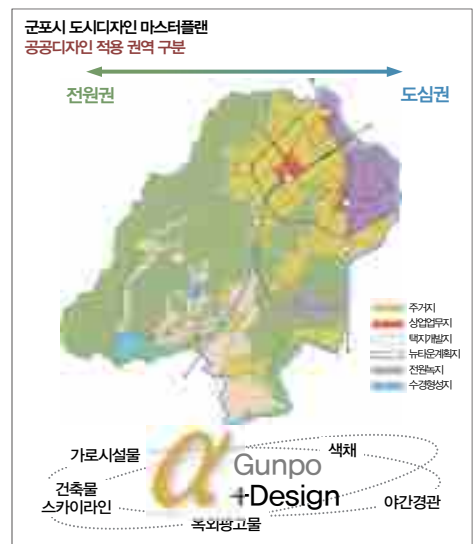 군포시 도시디자인 마스터플랜
공공디자인 적용 권역 구분
전원권
도심권
주거지
상업업무지
택지개발지
뉴타운계획지
전원녹지
수경형성지
가로시설물
색채
α Gunpo
+Design
건축물
스카이라인
야간경관
옥외광고물